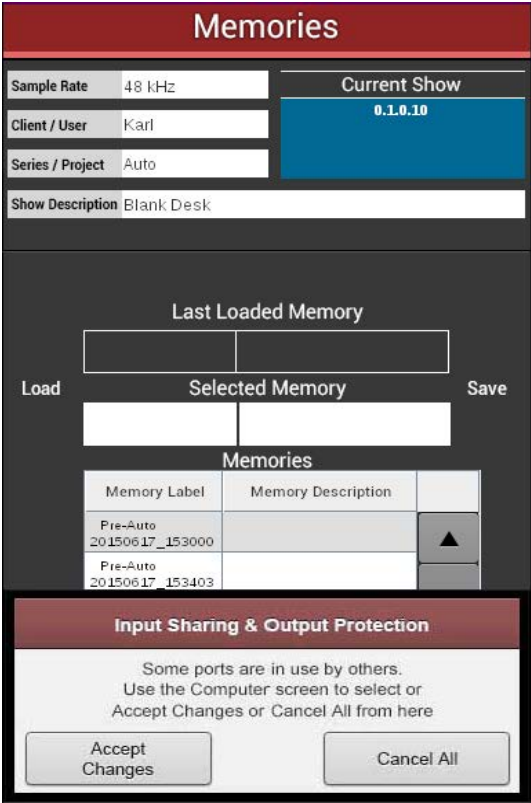 Memories
Sample Rate 48 kHz
Current Show
0.1.0.10
Client / User Karl
Series / Project Auto
Show Description Blank Desk
Last Loaded Memory
Load Selected Memory Save
Memories
Memory Label Memory Description
Pre-Auto
20150617_153000
Pre-Auto
20150617_153403
Input Sharing & Output Protection
Some ports are in use by others.
Use the Computer screen to select or
Accept Changes or Cancel All from here
Accept
Changes
Cancel All